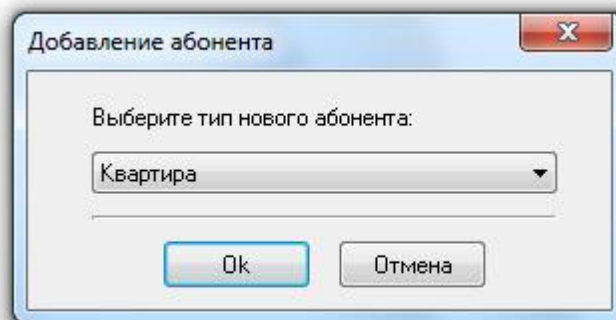 Добавление абонента
Выберите тип нового абонента:
Квартира
Ok
Отмена